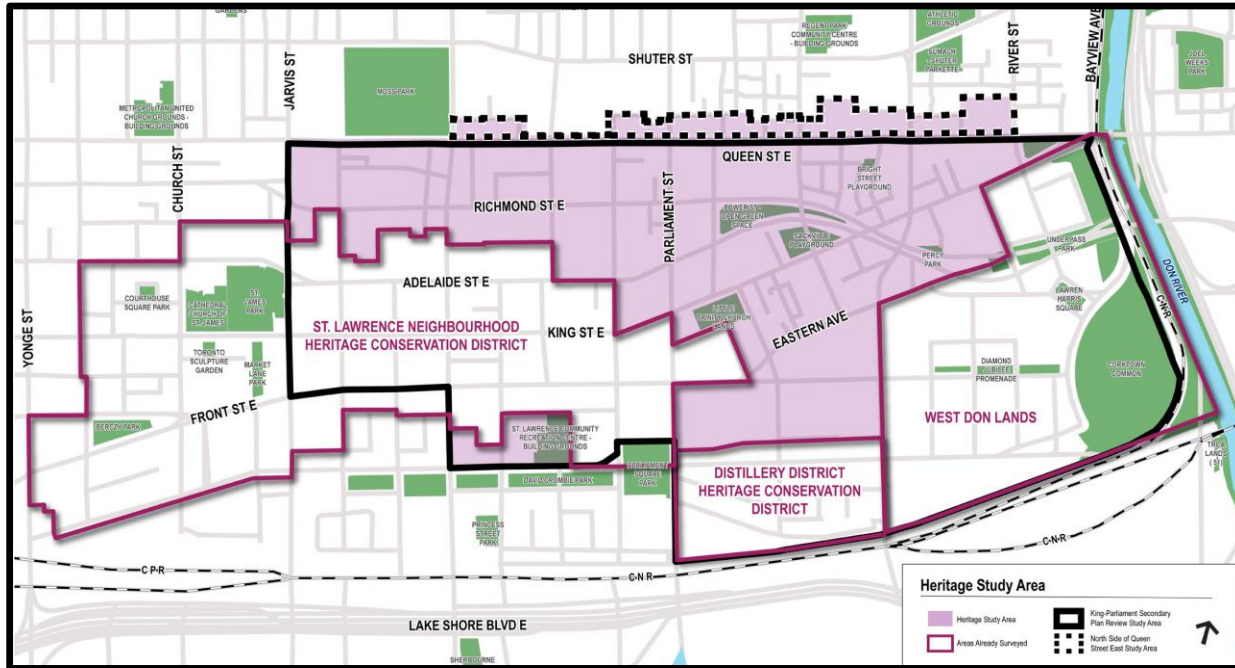 GARDENS
REGENT PARK
COMMUNITY CENTRE -
BUILDING GROUNDS
ATHLETIC
GROUNDS
SUMACH
- SHUTER
PARKETTE
RIVER ST
BAYVIEW AVE
JOEL
WEEKS
PARK
SHUTER ST
JARVIS ST
MOSS PARK
METROPOLITAN UNITED
CHURCH GROUNDS -
BUILDING GROUNDS
CHURCH ST
QUEEN ST E
BRIGHT
STREET
PLAYGROUND
PARLIAMENT ST
RICHMOND ST E
POWER ST -
OPEN GREEN
SPACE
SACKVILLE
PLAYGROUND
PERCY
PARK
UNDERPASS
PARK
DON RIVER
C-N-R
ADELAIDE ST E
COURTHOUSE
SQUARE PARK
CATHEDRAL
CHURCH OF
ST. JAMES
ST.
JAMES
PARK
LAWREN
HARRIS
SQUARE
ST. LAWRENCE NEIGHBOURHOOD
HERITAGE CONSERVATION DISTRICT
KING ST E
LITTLE
TRINITY CHURCH
LANDS
EASTERN AVE
YONGE ST
TORONTO
SCULPTURE
GARDEN
MARKET
LANE
PARK
DIAMOND
JUBILEE
PROMENADE
CORKTOWN
COMMON
FRONT ST E
BERCZY PARK
WEST DON LANDS
ST. LAWRENCE COMMUNITY
RECREATION CENTRE -
BUILDING GROUNDS
TRCA
LANDS
( 51)
PARLIAMENT
SQUARE
PARK
DAVID CROMBIE PARK
DISTILLERY DISTRICT
HERITAGE CONSERVATION
DISTRICT
PRINCESS
STREET
PARK
C-N-R
C P-R
C-N R
LAKE SHORE BLVD E
SHERBOURNE
Heritage Study Area
Heritage Study Area
Areas Already Surveyed
King-Parliament Secondary
Plan Review Study Area
North Side of Queen
Street East Study Area